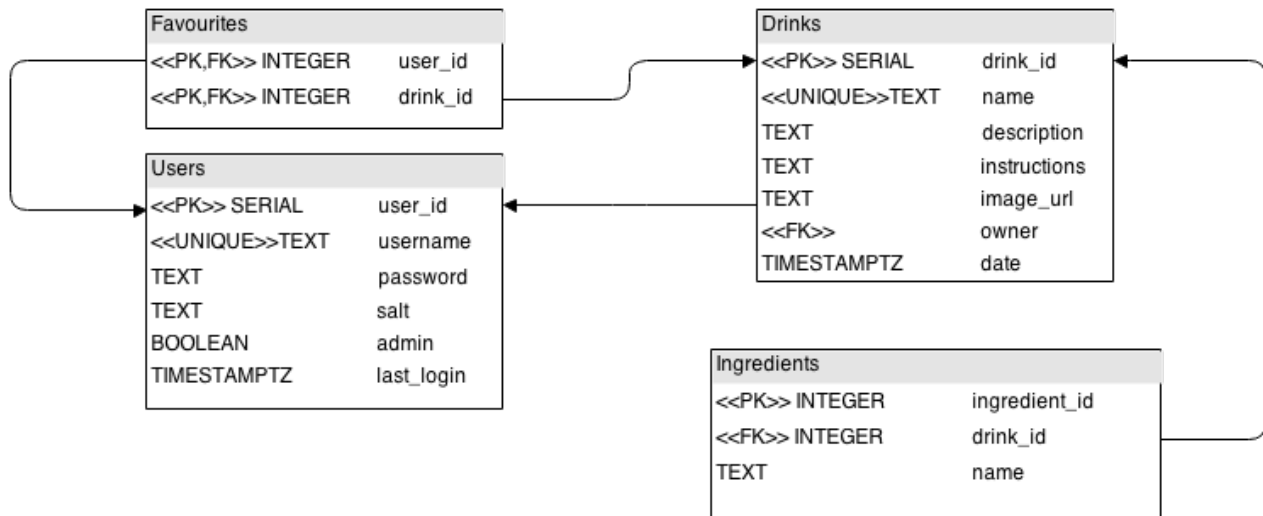 Favourites
<<PK,FK>> INTEGER user_id
<<PK,FK>> INTEGER drink_id
Users
<<PK>> SERIAL user_id
<<UNIQUE>>TEXT username
TEXT password
TEXT salt
BOOLEAN admin
TIMESTAMPTZ last_login
Drinks
<<PK>> SERIAL drink_id
<<UNIQUE>>TEXT name
TEXT description
TEXT instructions
TEXT image_url
<<FK>> owner
TIMESTAMPTZ date
Ingredients
<<PK>> INTEGER ingredient_id
<<FK>> INTEGER drink_id
TEXT name